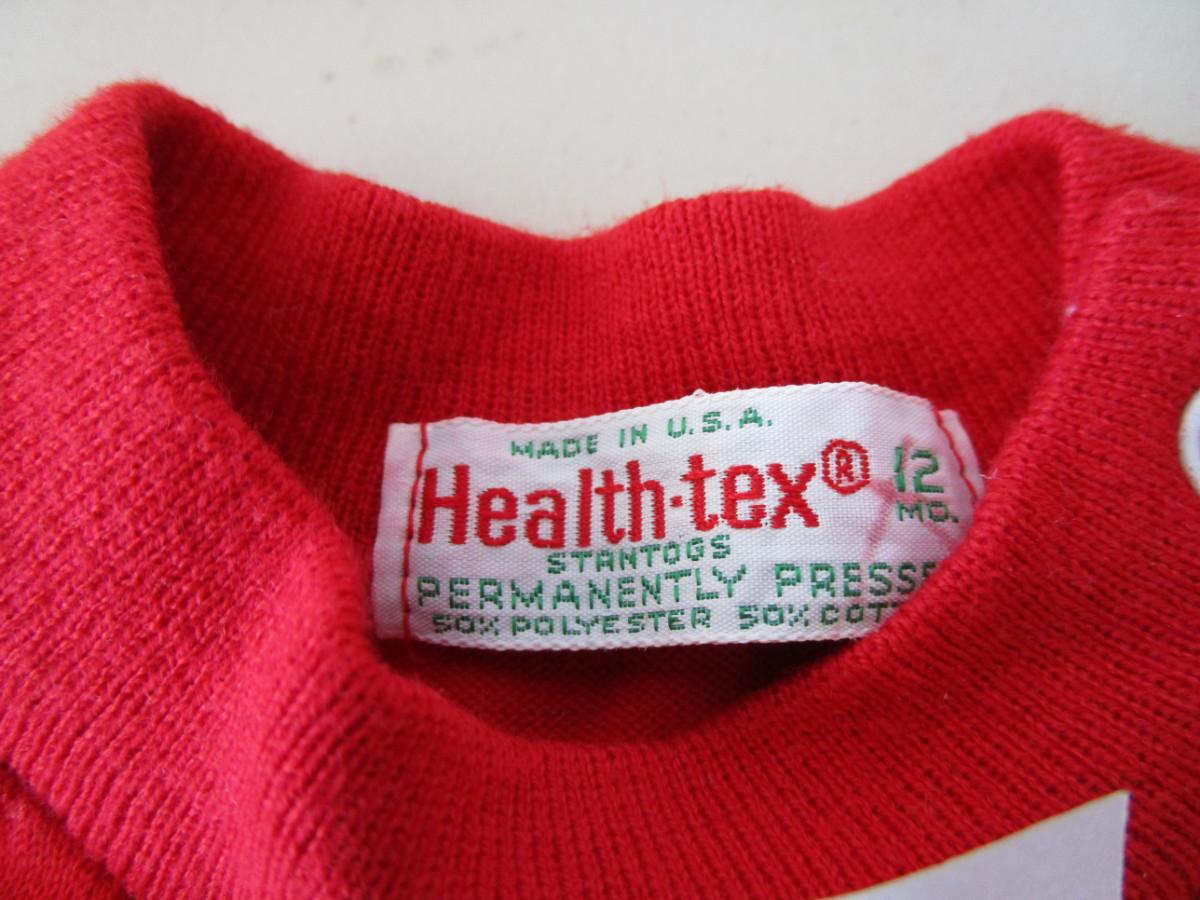 MADE IN U.S.A.
Health·tex® 12 MO.
STANTOGS
PERMANENTLY PRESSE
50% POLYESTER 50% COTT